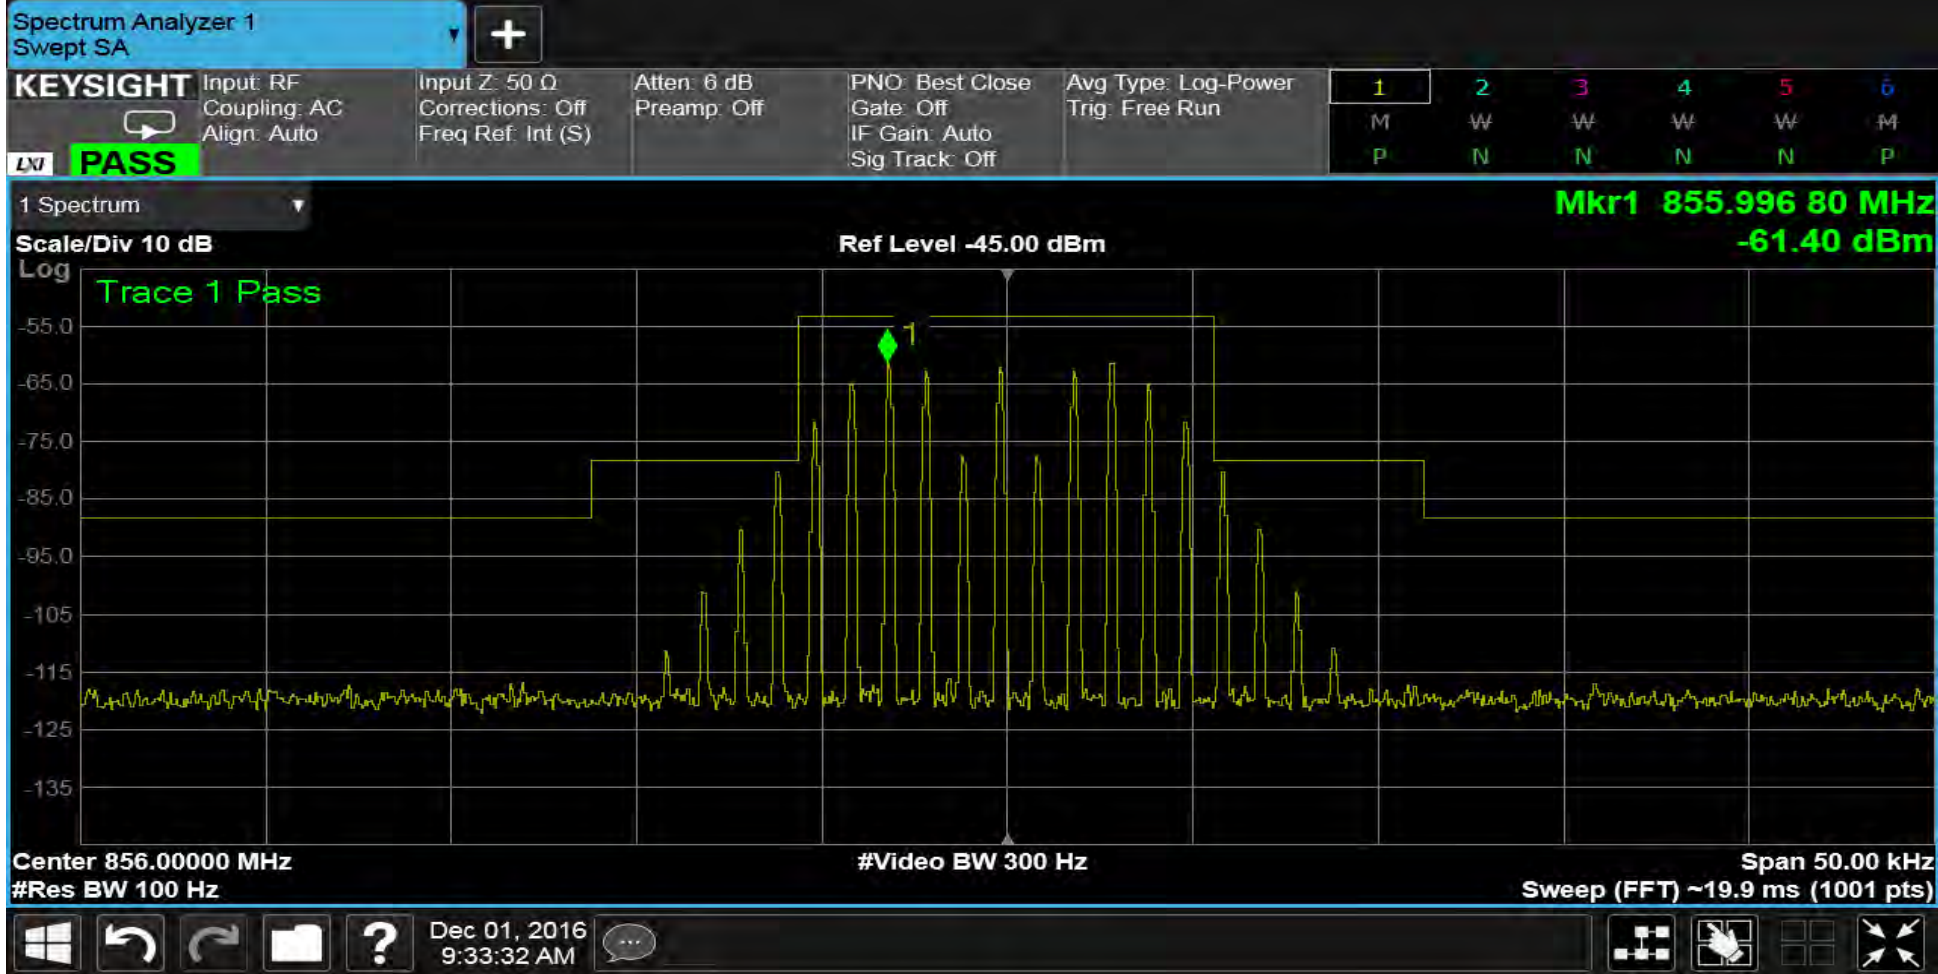 Spectrum Analyzer 1
Swept SA
KEYSIGHT
LXI PASS
Input: RF
Coupling: AC
Align: Auto
Input Z: 50 Ω
Corrections: Off
Freq Ref: Int (S)
Atten: 6 dB
Preamp: Off
PNO: Best Close
Gate: Off
IF Gain: Auto
Sig Track: Off
Avg Type: Log-Power
Trig: Free Run
1 2 3 4 5 6
M W W W W M
P N N N N P
1 Spectrum
Mkr1 855.996 80 MHz
-61.40 dBm
Scale/Div 10 dB
Ref Level -45.00 dBm
Log
Trace 1 Pass
1
-55.0
-65.0
-75.0
-85.0
-95.0
-105
-115
-125
-135
Center 856.00000 MHz
#Video BW 300 Hz
Span 50.00 kHz
#Res BW 100 Hz
Sweep (FFT) ~19.9 ms (1001 pts)
?
Dec 01, 2016
9:33:32 AM